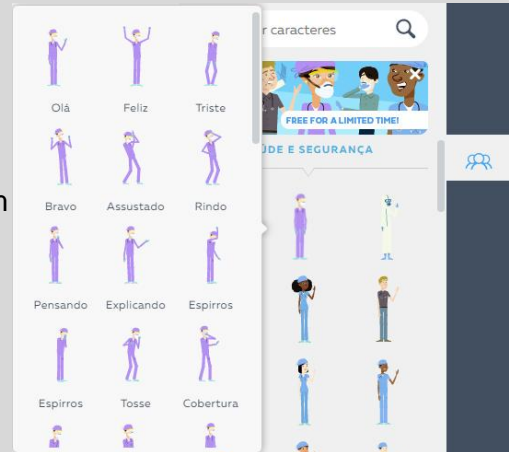 Olá
Feliz
Triste
Bravo
Assustado
Rindo
Pensando
Explicando
Espirros
Espirros
Tosse
Cobertura
r caracteres
FREE FOR A LIMITED TIME!
ÚDE E SEGURANÇA